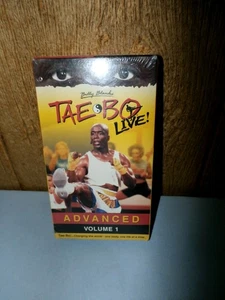 Billy Blanks'
TAE BO
LIVE!
ADVANCED
VOLUME 1